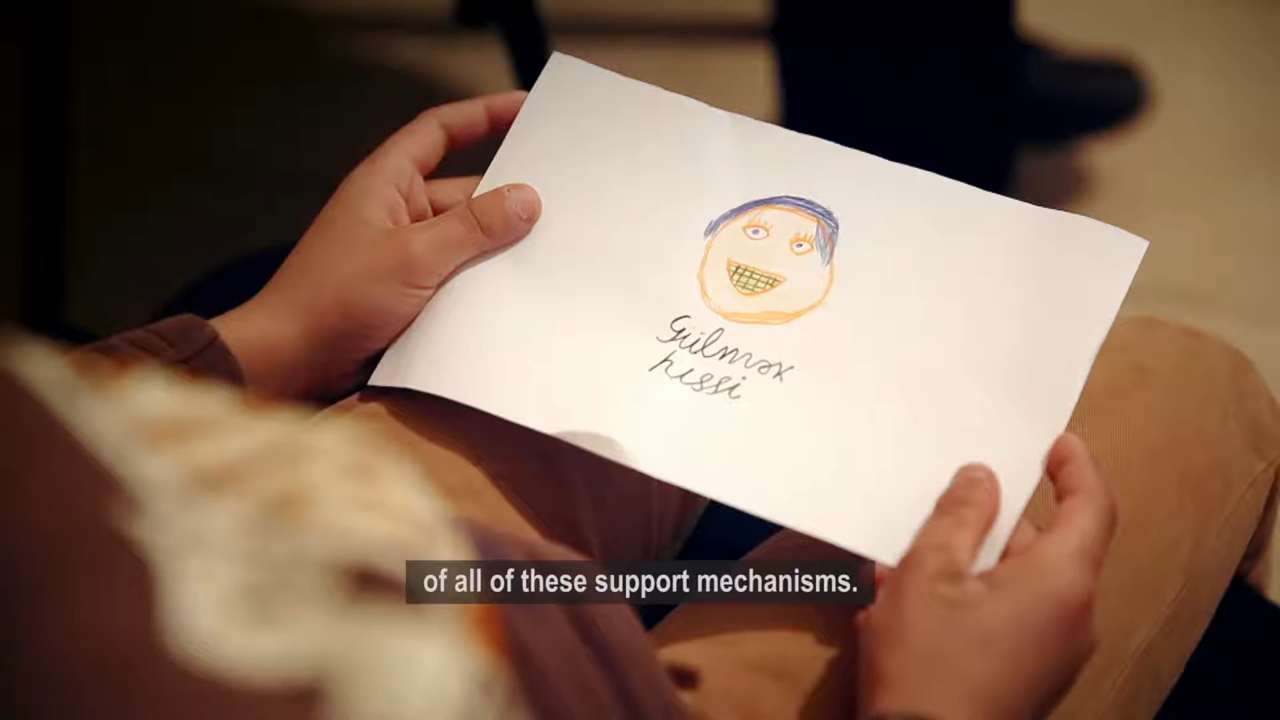 Gülmək
hissi
of all of these support mechanisms.